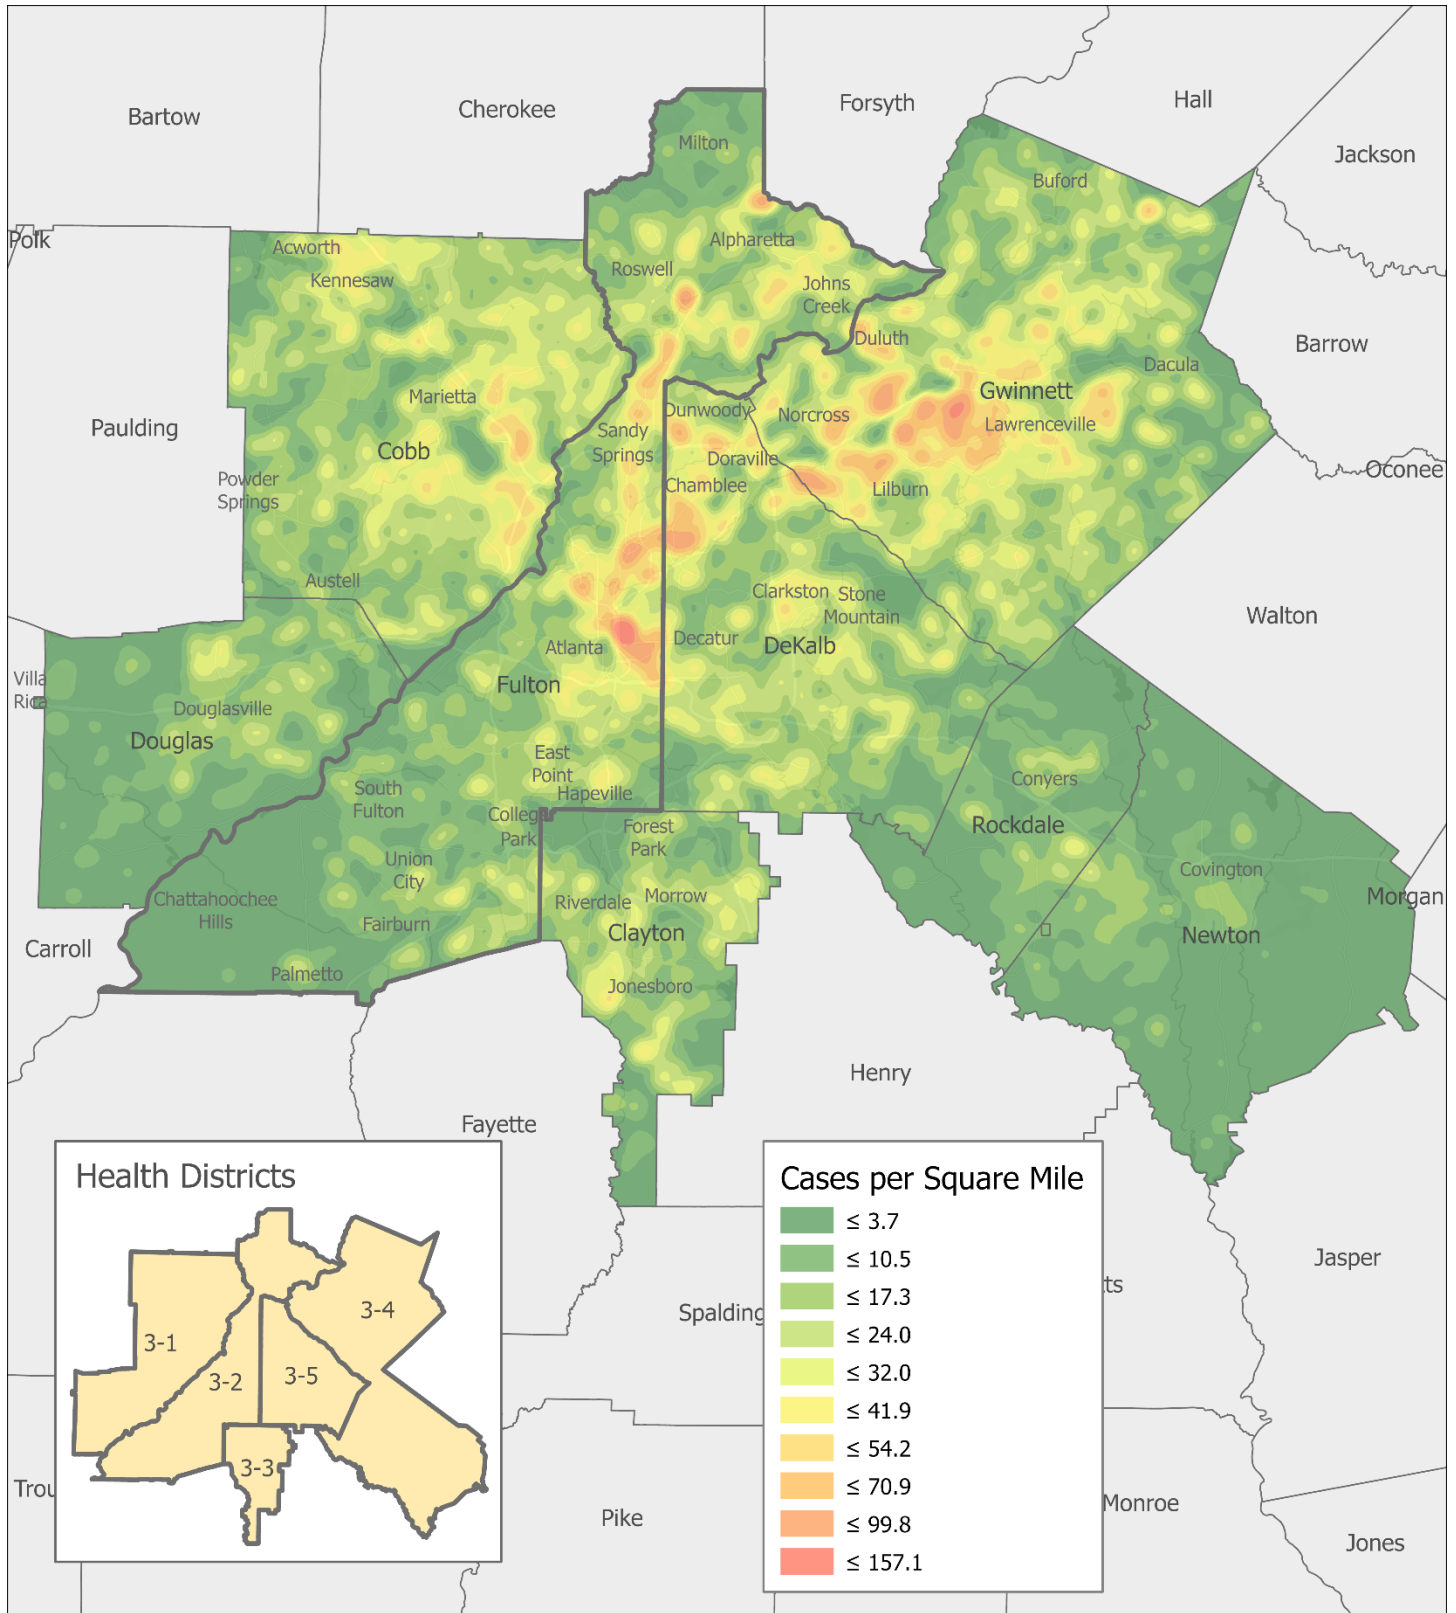 Bartow
Cherokee
Forsyth
Hall
Jackson
Milton
Buford
Polk
Acworth
Kennesaw
Alpharetta
Roswell
Johns
Creek
Duluth
Barrow
Dacula
Paulding
Marietta
Cobb
Powder
Springs
Sandy
Springs
Dunwoody
Norcross
Gwinnett
Lawrenceville
Doraville
Chamblee
Lilburn
Oconee
Austell
Clarkston
Stone
Mountain
Walton
Atlanta
Decatur
DeKalb
Fulton
Villa
Rica
Douglasville
Douglas
East
Point
Hapeville
South
Fulton
College
Park
Forest
Park
Conyers
Rockdale
Union
City
Chattahoochee
Hills
Fairburn
Riverdale
Morrow
Clayton
Covington
Morgan
Newton
Carroll
Palmetto
Jonesboro
Henry
Fayette
Jasper
Spalding
ts
Trou
Pike
Monroe
Jones
Health Districts
3-1
3-2
3-3
3-4
3-5
Cases per Square Mile
≤ 3.7
≤ 10.5
≤ 17.3
≤ 24.0
≤ 32.0
≤ 41.9
≤ 54.2
≤ 70.9
≤ 99.8
≤ 157.1